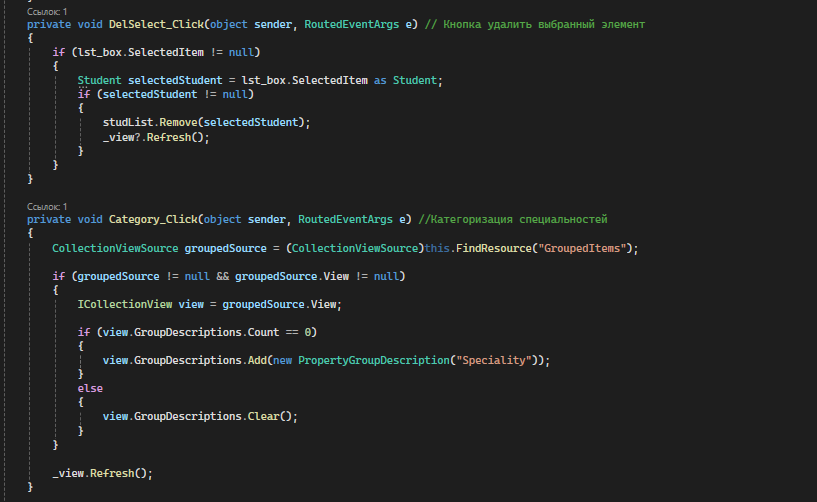 Ссылок: 1
private void DelSelect_Click(object sender, RoutedEventArgs e) // Кнопка удалить выбранный элемент
{
if (lst_box.SelectedItem != null)
{
Student selectedStudent = lst_box.SelectedItem as Student;
if (selectedStudent != null)
{
studList.Remove(selectedStudent);
_view?.Refresh();
}
}
}
Ссылок: 1
private void Category_Click(object sender, RoutedEventArgs e) //Категоризация специальностей
{
CollectionViewSource groupedSource = (CollectionViewSource)this.FindResource("GroupedItems");
if (groupedSource != null && groupedSource.View != null)
{
ICollectionView view = groupedSource.View;
if (view.GroupDescriptions.Count == 0)
{
view.GroupDescriptions.Add(new PropertyGroupDescription("Speciality"));
}
else
{
view.GroupDescriptions.Clear();
}
}
_view.Refresh();
}